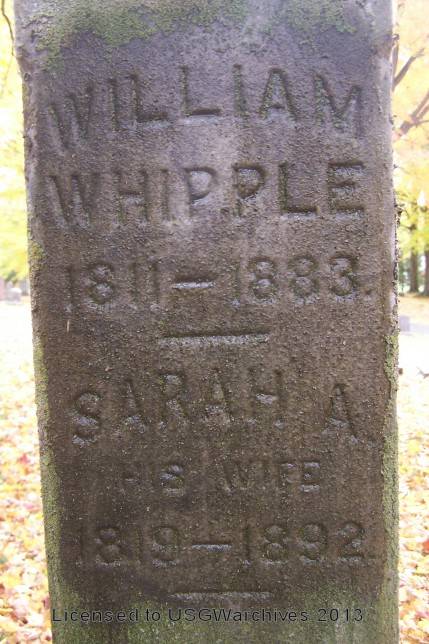 WILLIAM
WHIPPLE
1811—1883.
SARAH A.
HIS WIFE
1819—1892.
Licensed to USGWarchives 2013